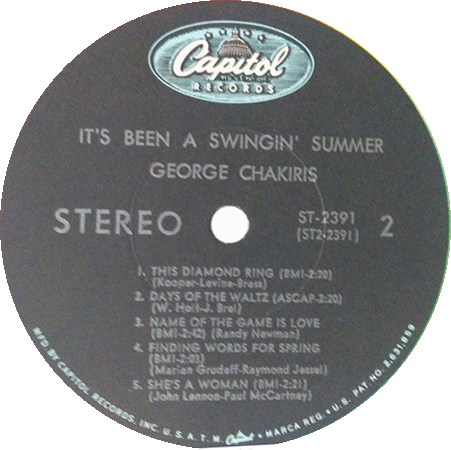 Capitol
RECORDS
IT'S BEEN A SWINGIN' SUMMER
GEORGE CHAKIRIS
STEREO
ST-2391
(ST2-2391)
2
1. THIS DIAMOND RING (BMI-2:20)
(Kooper-Levine-Brass)
2. DAYS OF THE WALTZ (ASCAP-2:20)
(W. Holt-J. Brel)
3. NAME OF THE GAME IS LOVE
(BMI-2:42) (Randy Newman)
4. FINDING WORDS FOR SPRING
(BMI-2:03)
(Marian Grudeff-Raymond Jessel)
5. SHE'S A WOMAN (BMI-2:21)
(John Lennon-Paul McCartney)
MFD. BY CAPITOL RECORDS, INC. U.S.A. T.M. Capitol • MARCA REG. • U.S. PAT. NO. 2,631,859